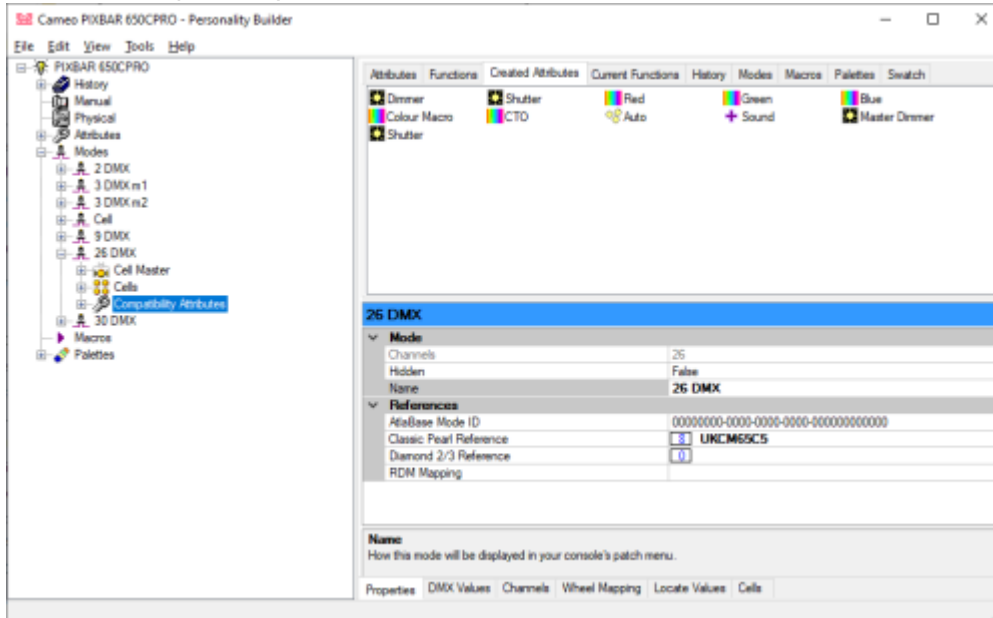 Cameo PIXBAR 650CPRO - Personality Builder
File Edit View Tools Help
PIXBAR 650CPRO
History
Manual
Physical
Attributes
Modes
2 DMX
3 DMX m1
3 DMX m2
Cell
9 DMX
26 DMX
Cell Master
Cells
Compatibility Attributes
30 DMX
Macros
Palettes
Attributes Functions Created Attributes Current Functions History Modes Macros Palettes Swatch
Dimmer Shutter Red Green Blue
Colour Macro CTO Auto Sound Master Dimmer
Shutter
26 DMX
Mode
Channels 26
Hidden False
Name 26 DMX
References
AtlaBase Mode ID 00000000-0000-0000-0000-000000000000
Classic Pearl Reference 8 UKCM65C5
Diamond 2/3 Reference 0
RDM Mapping
Name
How this mode will be displayed in your console's patch menu.
Properties DMX Values Channels Wheel Mapping Locate Values Cells